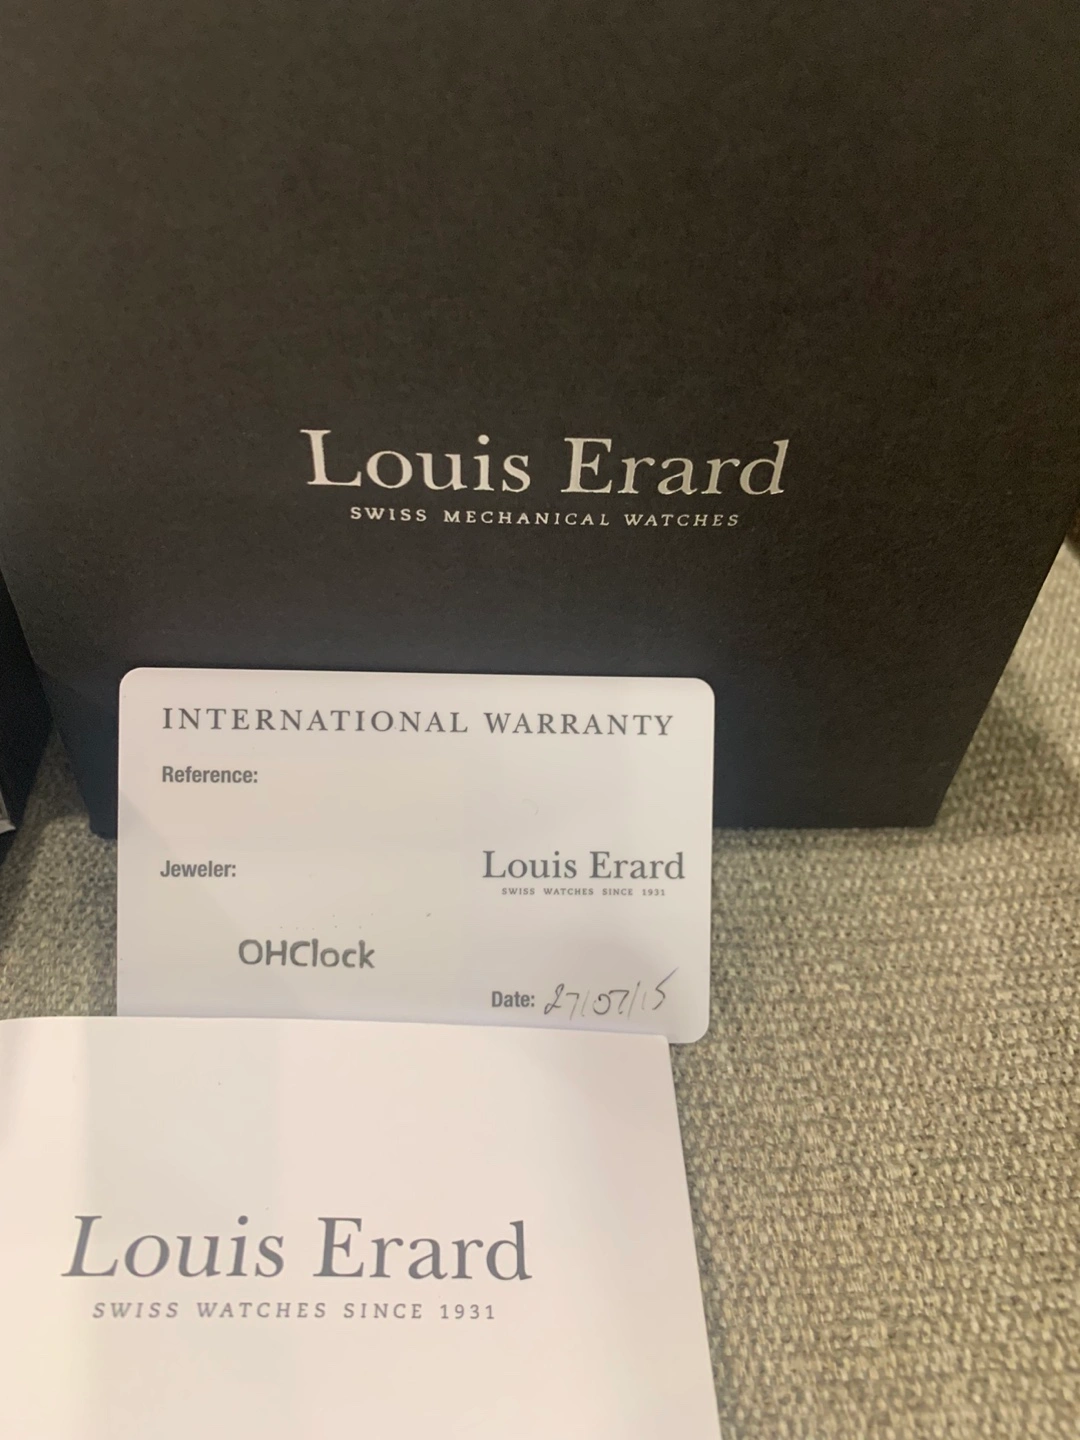 Louis Erard
SWISS MECHANICAL WATCHES
INTERNATIONAL WARRANTY
Reference:
Jeweler:
Louis Erard
SWISS WATCHES SINCE 1931
OHClock
Date: 27/07/15
Louis Erard
SWISS WATCHES SINCE 1931